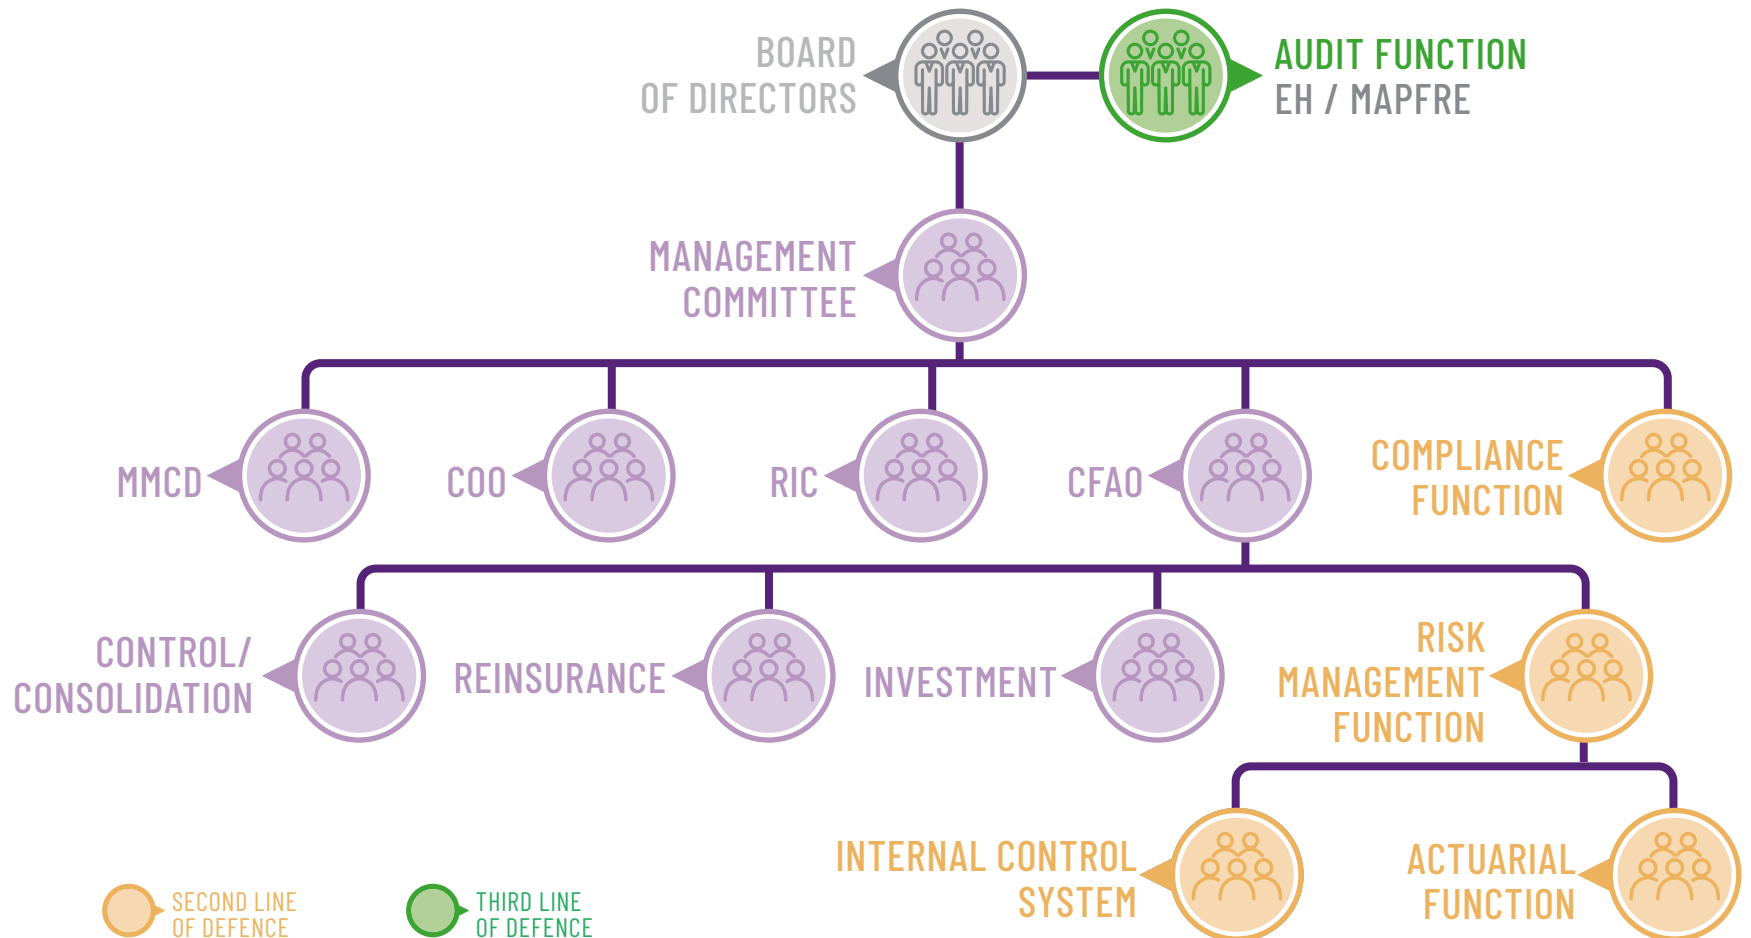 BOARD
OF DIRECTORS
AUDIT FUNCTION
EH / MAPFRE
MANAGEMENT
COMMITTEE
MMCD
COO
RIC
CFAO
COMPLIANCE
FUNCTION
CONTROL/
CONSOLIDATION
REINSURANCE
INVESTMENT
RISK
MANAGEMENT
FUNCTION
INTERNAL CONTROL
SYSTEM
ACTUARIAL
FUNCTION
SECOND LINE
OF DEFENCE
THIRD LINE
OF DEFENCE